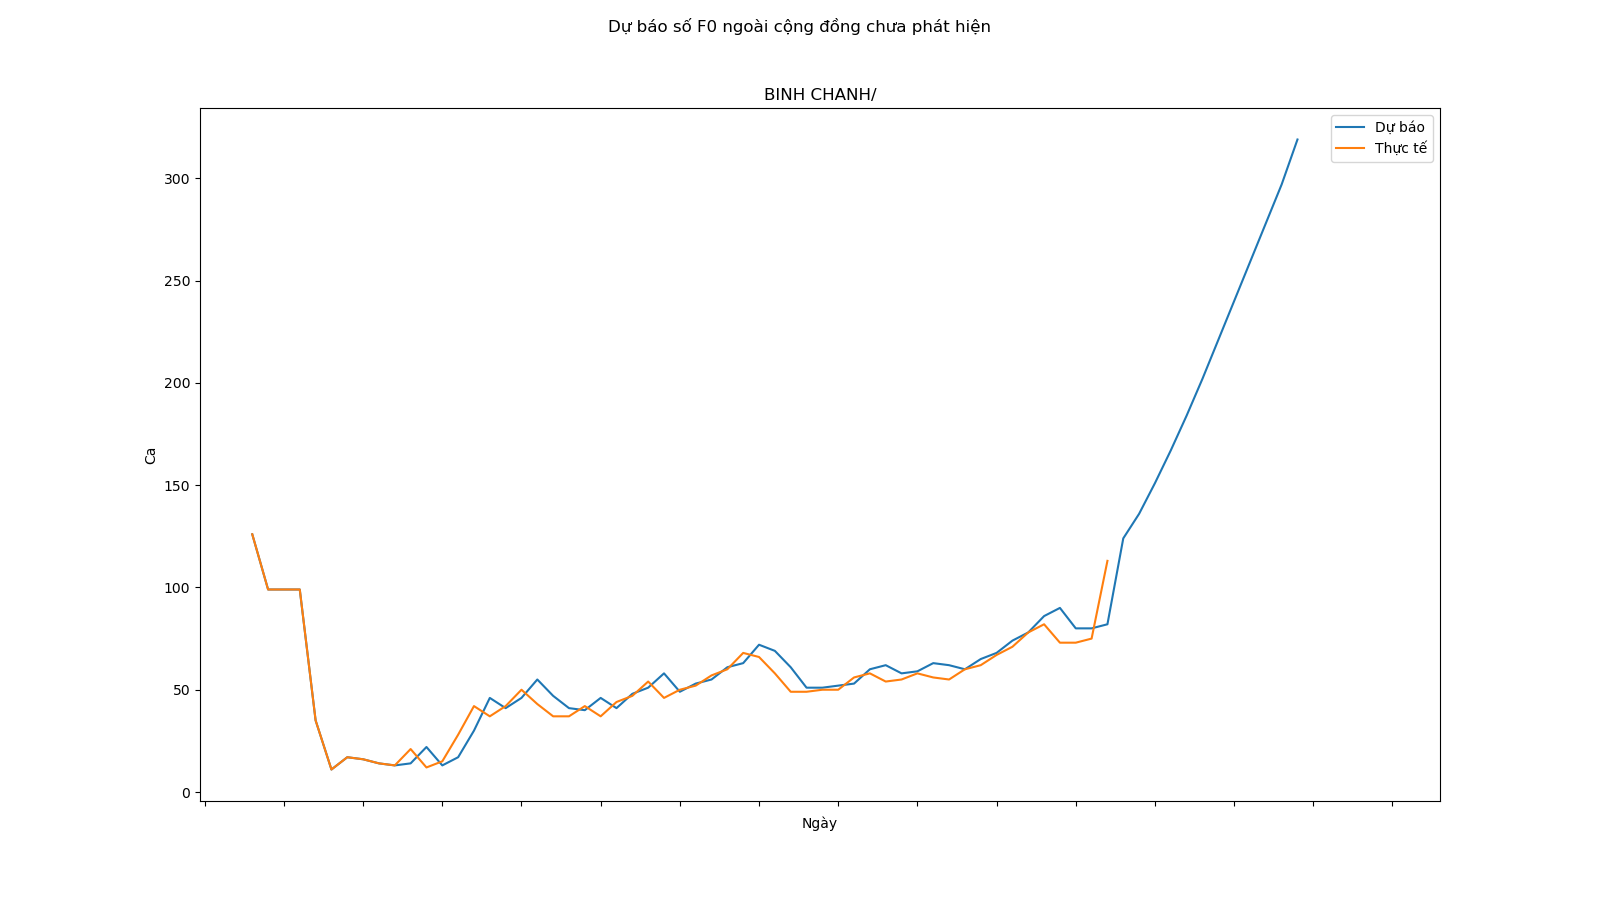 Dự báo số F0 ngoài cộng đồng chưa phát hiện
BINH CHANH/
Dự báo
Thực tế
300
250
200
150
100
50
0
Ca
Ngày